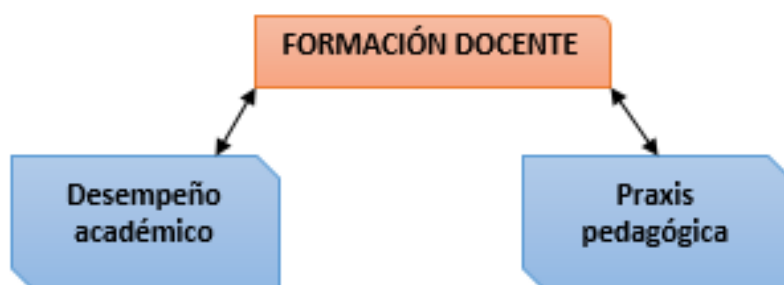 FORMACIÓN DOCENTE
Desempeño
académico
Praxis
pedagógica